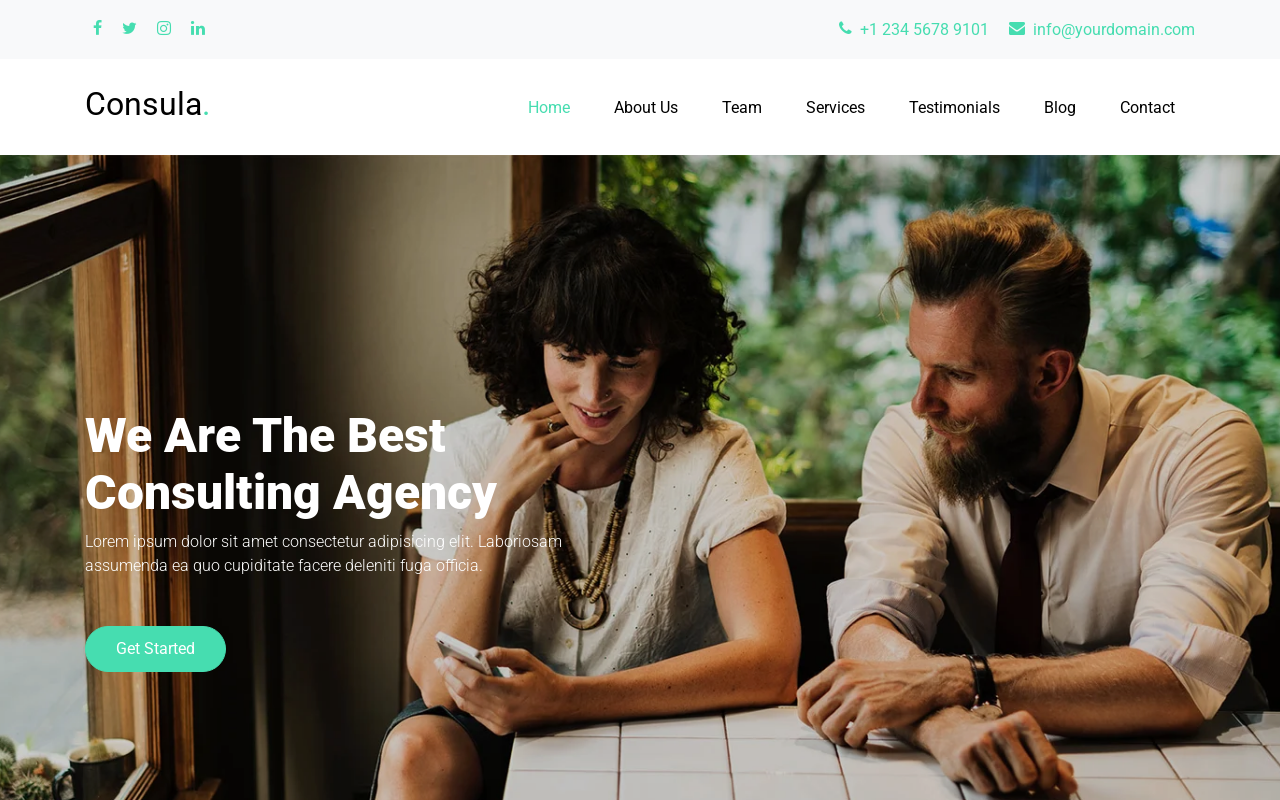 +1 234 5678 9101 info@yourdomain.com
Consula.
Home About Us Team Services Testimonials Blog Contact
We Are The Best
Consulting Agency
Lorem ipsum dolor sit amet consectetur adipisicing elit. Laboriosam
assumenda ea quo cupiditate facere deleniti fuga officia.
Get Started